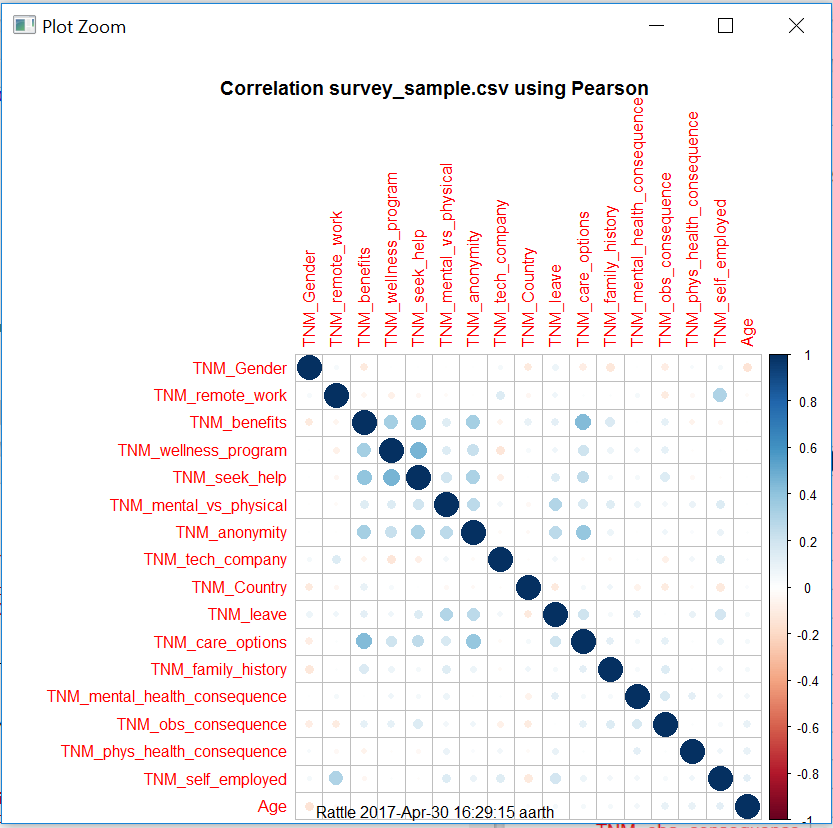 Plot Zoom
Correlation survey_sample.csv using Pearson
TNM_Gender
TNM_remote_work
TNM_benefits
TNM_wellness_program
TNM_seek_help
TNM_mental_vs_physical
TNM_anonymity
TNM_tech_company
TNM_Country
TNM_leave
TNM_care_options
TNM_family_history
TNM_mental_health_consequence
TNM_obs_consequence
TNM_phys_health_consequence
TNM_self_employed
Age
TNM_Gender
TNM_remote_work
TNM_benefits
TNM_wellness_program
TNM_seek_help
TNM_mental_vs_physical
TNM_anonymity
TNM_tech_company
TNM_Country
TNM_leave
TNM_care_options
TNM_family_history
TNM_mental_health_consequence
TNM_obs_consequence
TNM_phys_health_consequence
TNM_self_employed
Age
1
0.8
0.6
0.4
0.2
0
-0.2
-0.4
-0.6
-0.8
-1
Rattle 2017-Apr-30 16:29:15 aarth